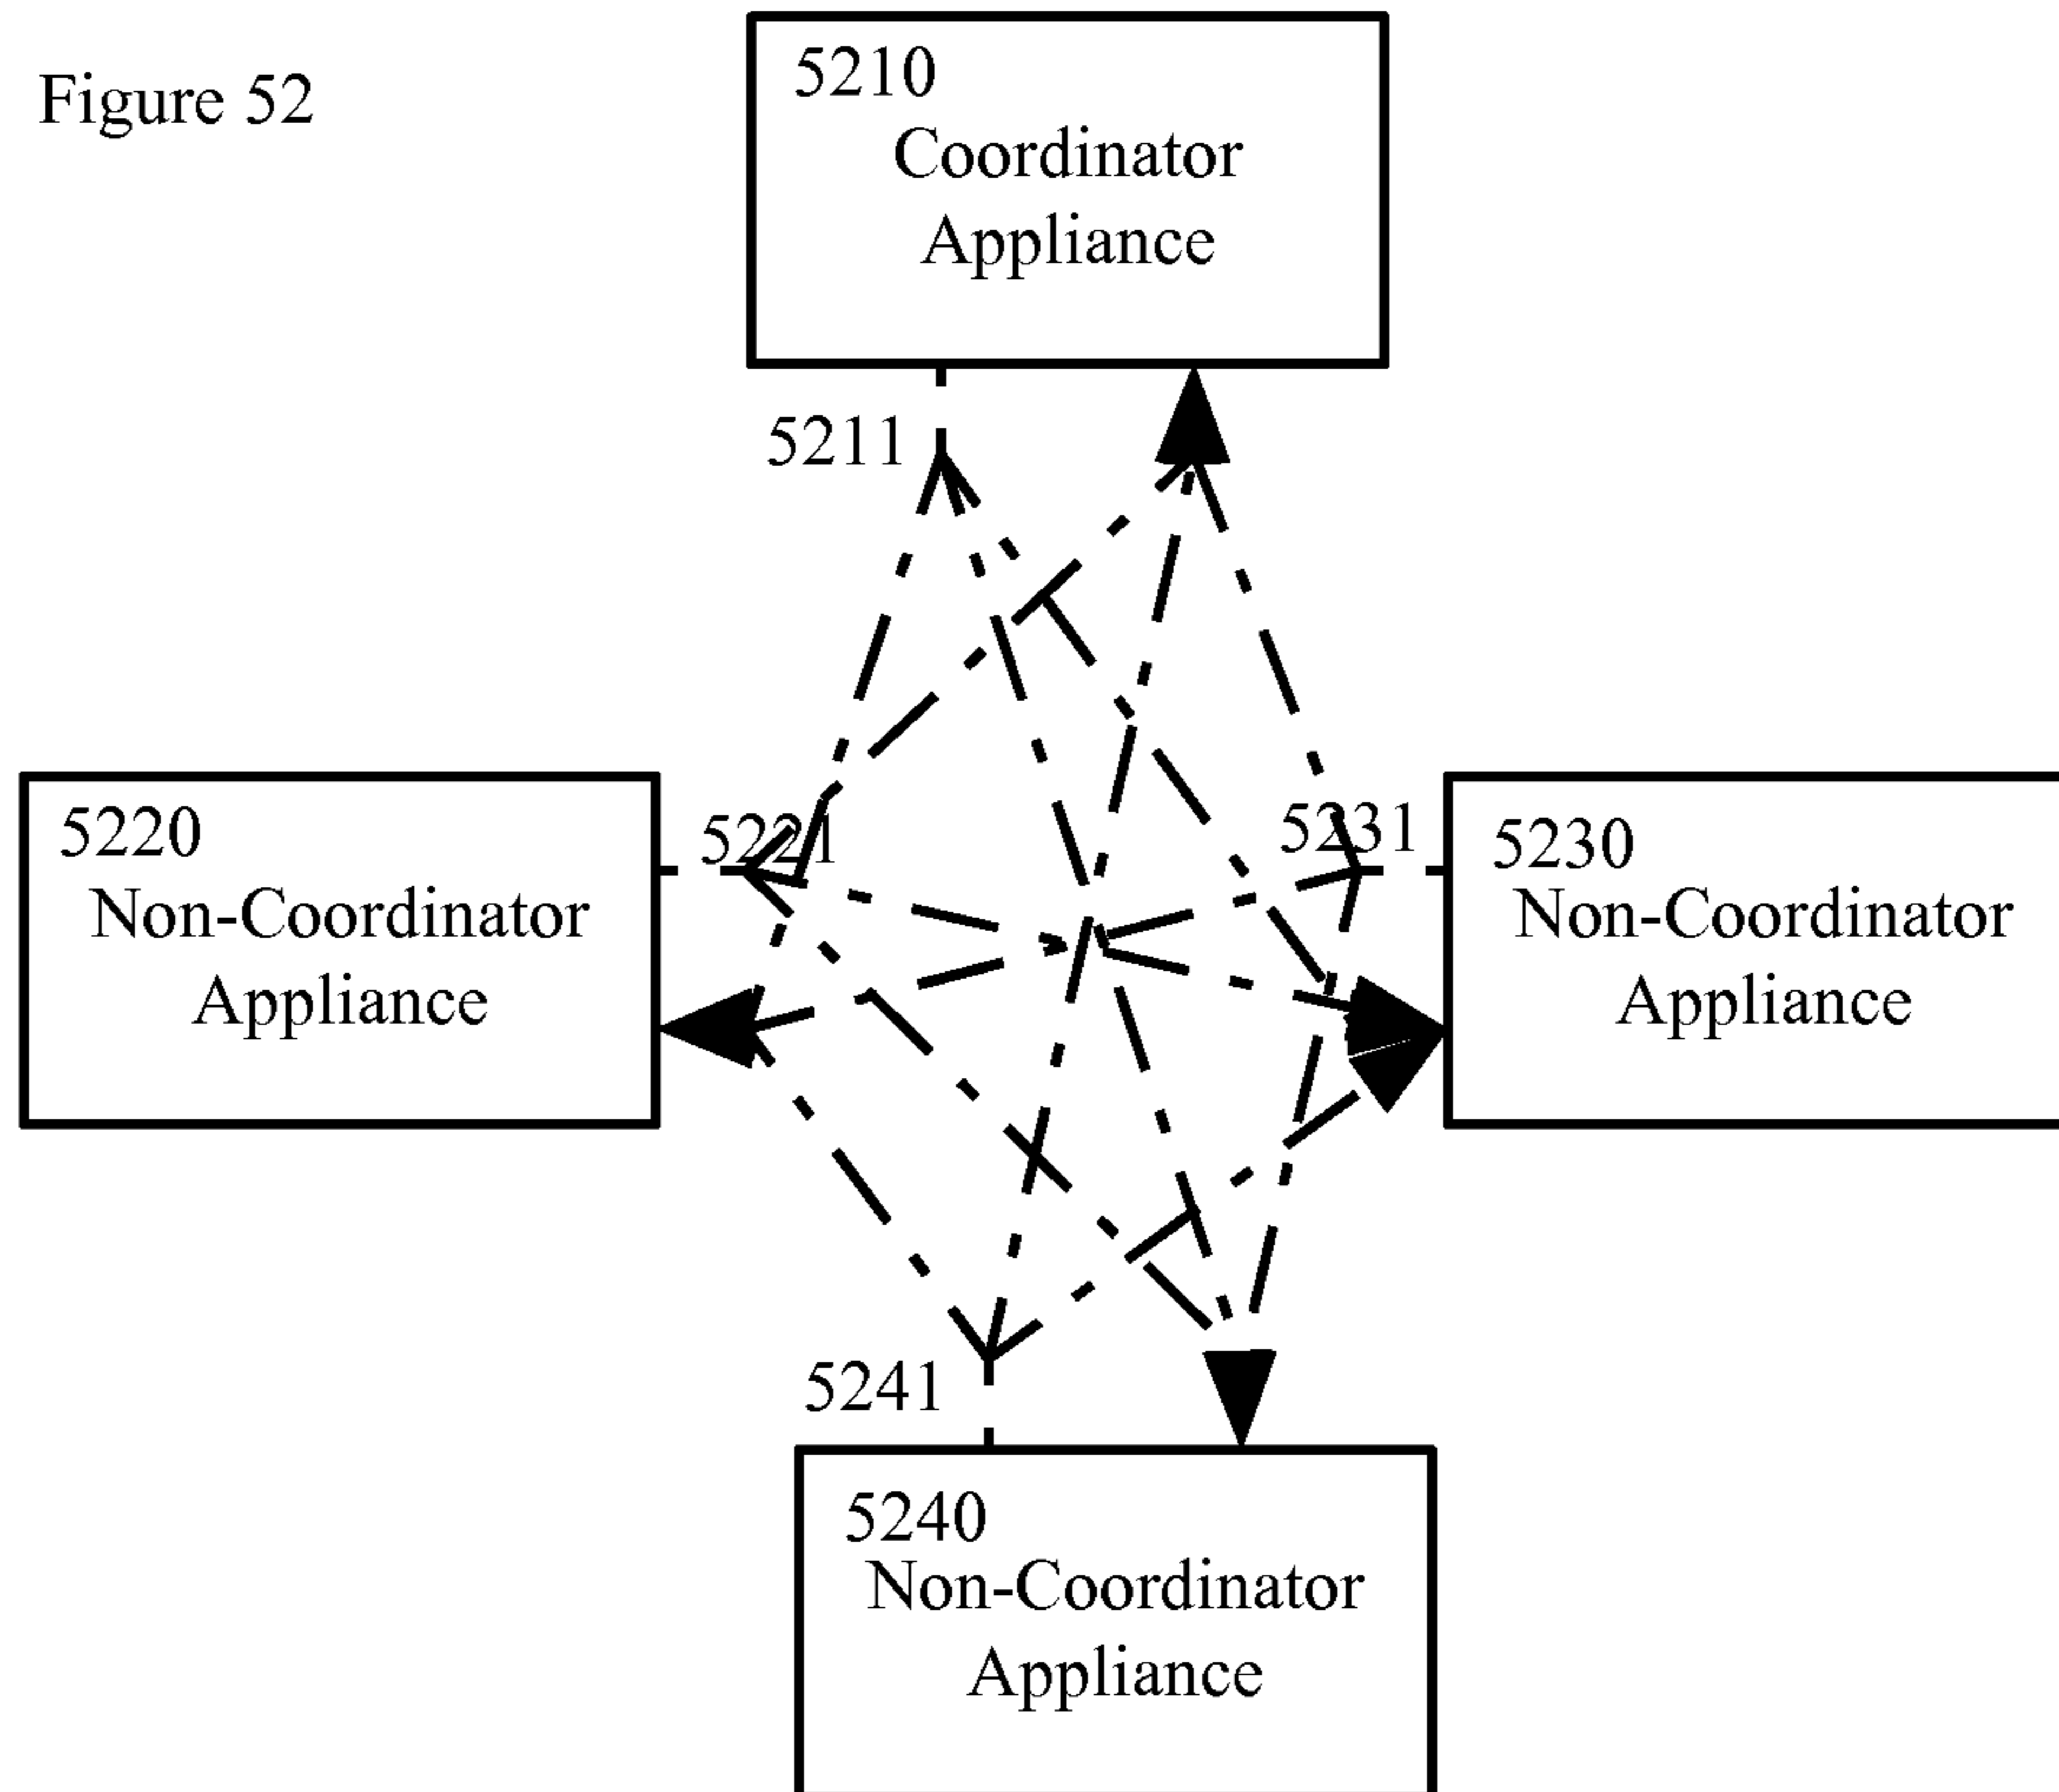 Figure 52
5210
Coordinator
Appliance
5211
5220
Non-Coordinator
Appliance
5221
5231
5230
Non-Coordinator
Appliance
5241
5240
Non-Coordinator
Appliance